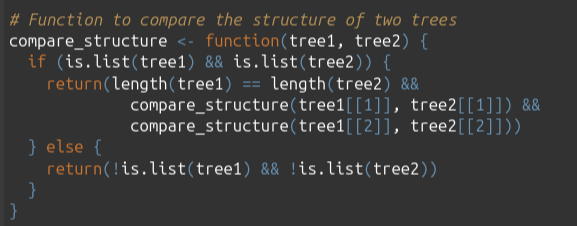 # Function to compare the structure of two trees
compare_structure <- function(tree1, tree2) {
  if (is.list(tree1) && is.list(tree2)) {
    return(length(tree1) == length(tree2) &&
             compare_structure(tree1[[1]], tree2[[1]]) &&
             compare_structure(tree1[[2]], tree2[[2]]))
  } else {
    return(!is.list(tree1) && !is.list(tree2))
  }
}